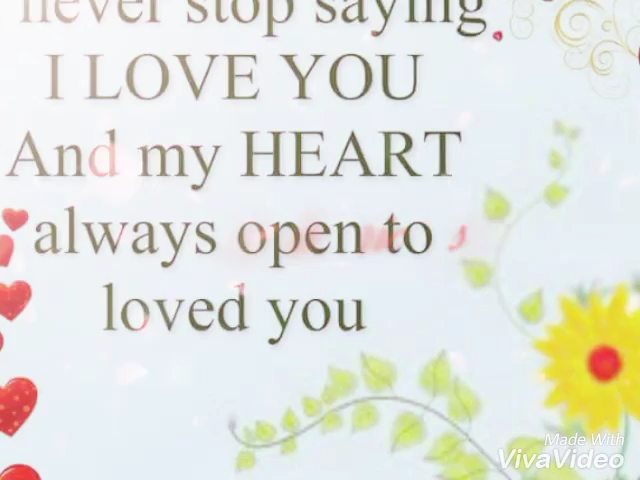 never stop saying
I LOVE YOU
And my HEART
always open to
loved you
Made With
VivaVideo